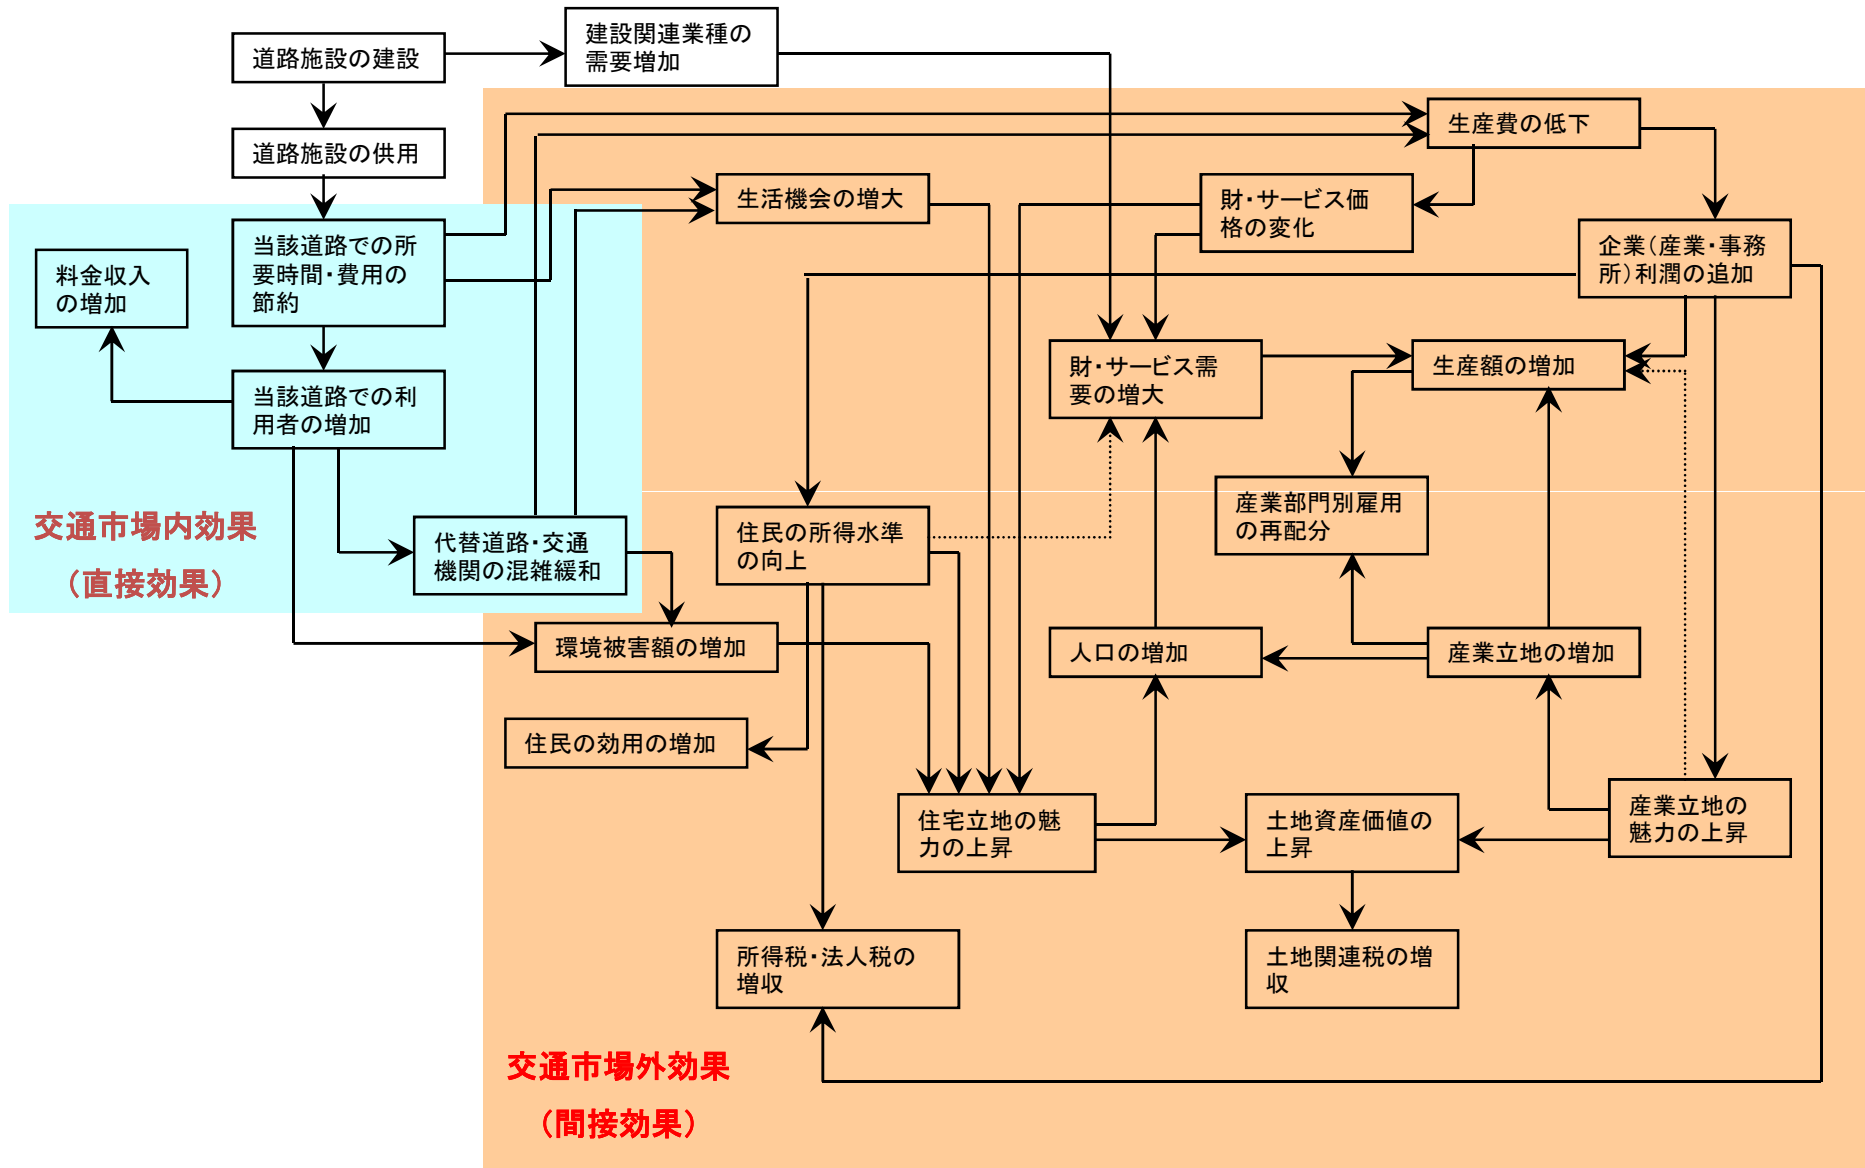 道路施設の建設
建設関連業種の
需要増加
道路施設の供用
生産費の低下
生活機会の増大
財・サービス価
格の変化
当該道路での所
要時間・費用の
節約
料金収入
の増加
企業(産業・事務
所)利潤の追加
当該道路での利
用者の増加
財・サービス需
要の増大
生産額の増加
交通市場内効果
(直接効果)
代替道路・交通
機関の混雑緩和
住民の所得水準
の向上
産業部門別雇用
の再配分
環境被害額の増加
人口の増加
産業立地の増加
住民の効用の増加
住宅立地の魅
力の上昇
土地資産価値の
上昇
産業立地の
魅力の上昇
所得税・法人税の
増収
土地関連税の増
収
交通市場外効果
(間接効果)